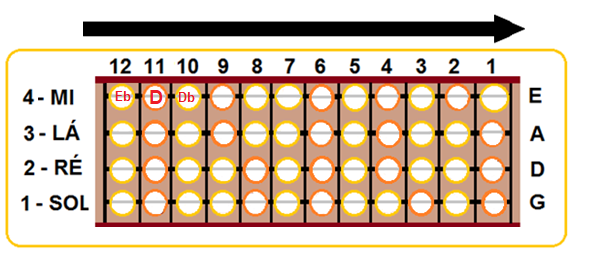 12 11 10 9 8 7 6 5 4 3 2 1
4 - MI Eb D Db E
3 - LÁ A
2 - RÉ D
1 - SOL G